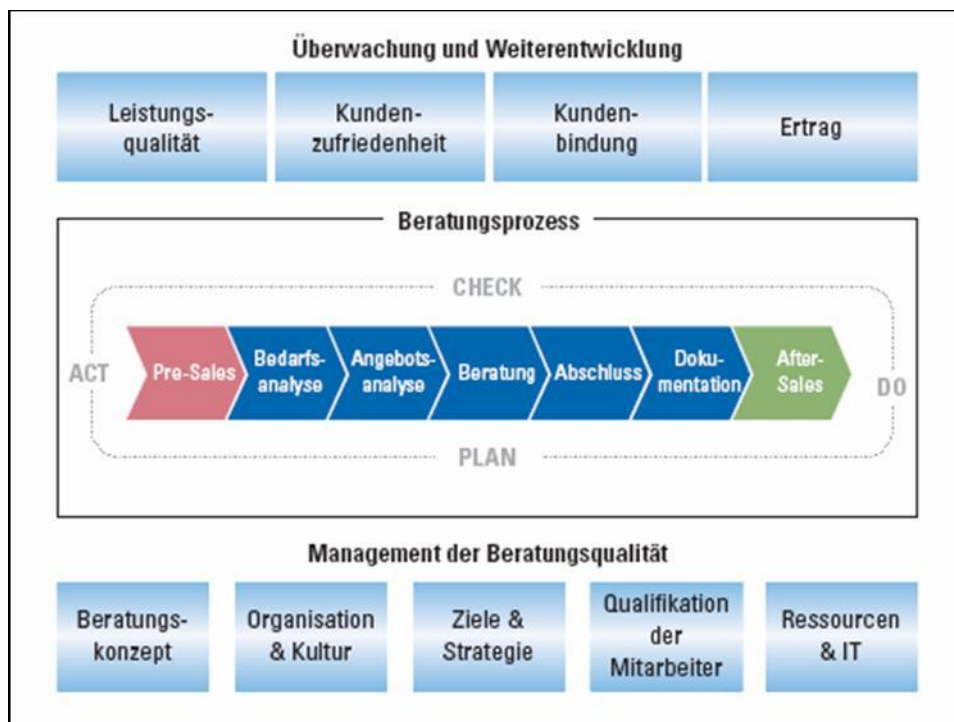 Überwachung und Weiterentwicklung
Leistungs-
qualität
Kunden-
zufriedenheit
Kunden-
bindung
Ertrag
Beratungsprozess
CHECK
ACT
Pre-Sales
Bedarfs-
analyse
Angebots-
analyse
Beratung
Abschluss
Doku-
mentation
After-
Sales
DO
PLAN
Management der Beratungsqualität
Beratungs-
konzept
Organisation
& Kultur
Ziele &
Strategie
Qualifikation
der
Mitarbeiter
Ressourcen
& IT